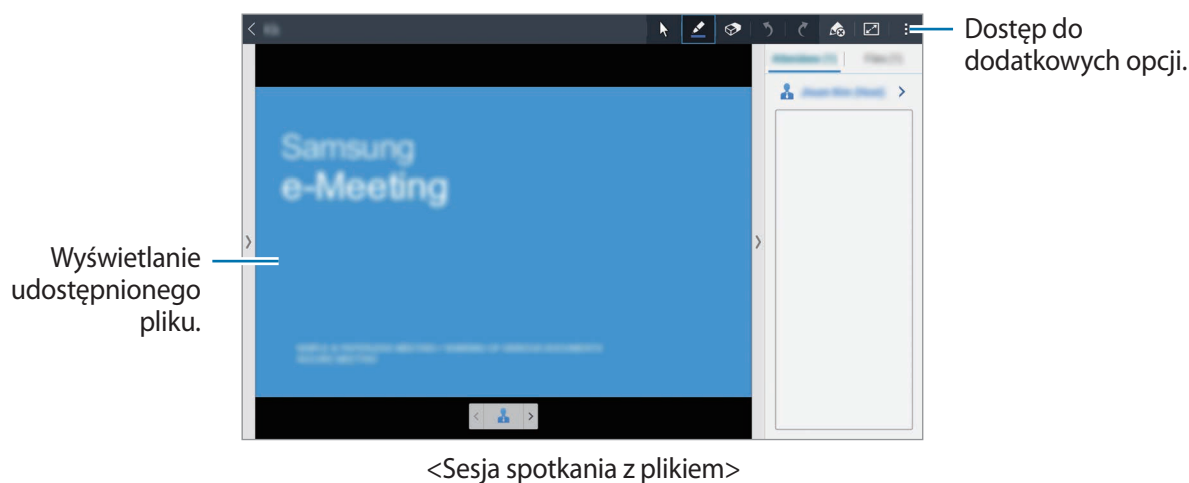 Dostęp do
dodatkowych opcji.
Samsung
e-Meeting
Wyświetlanie
udostępnionego
pliku.
<Sesja spotkania z plikiem>